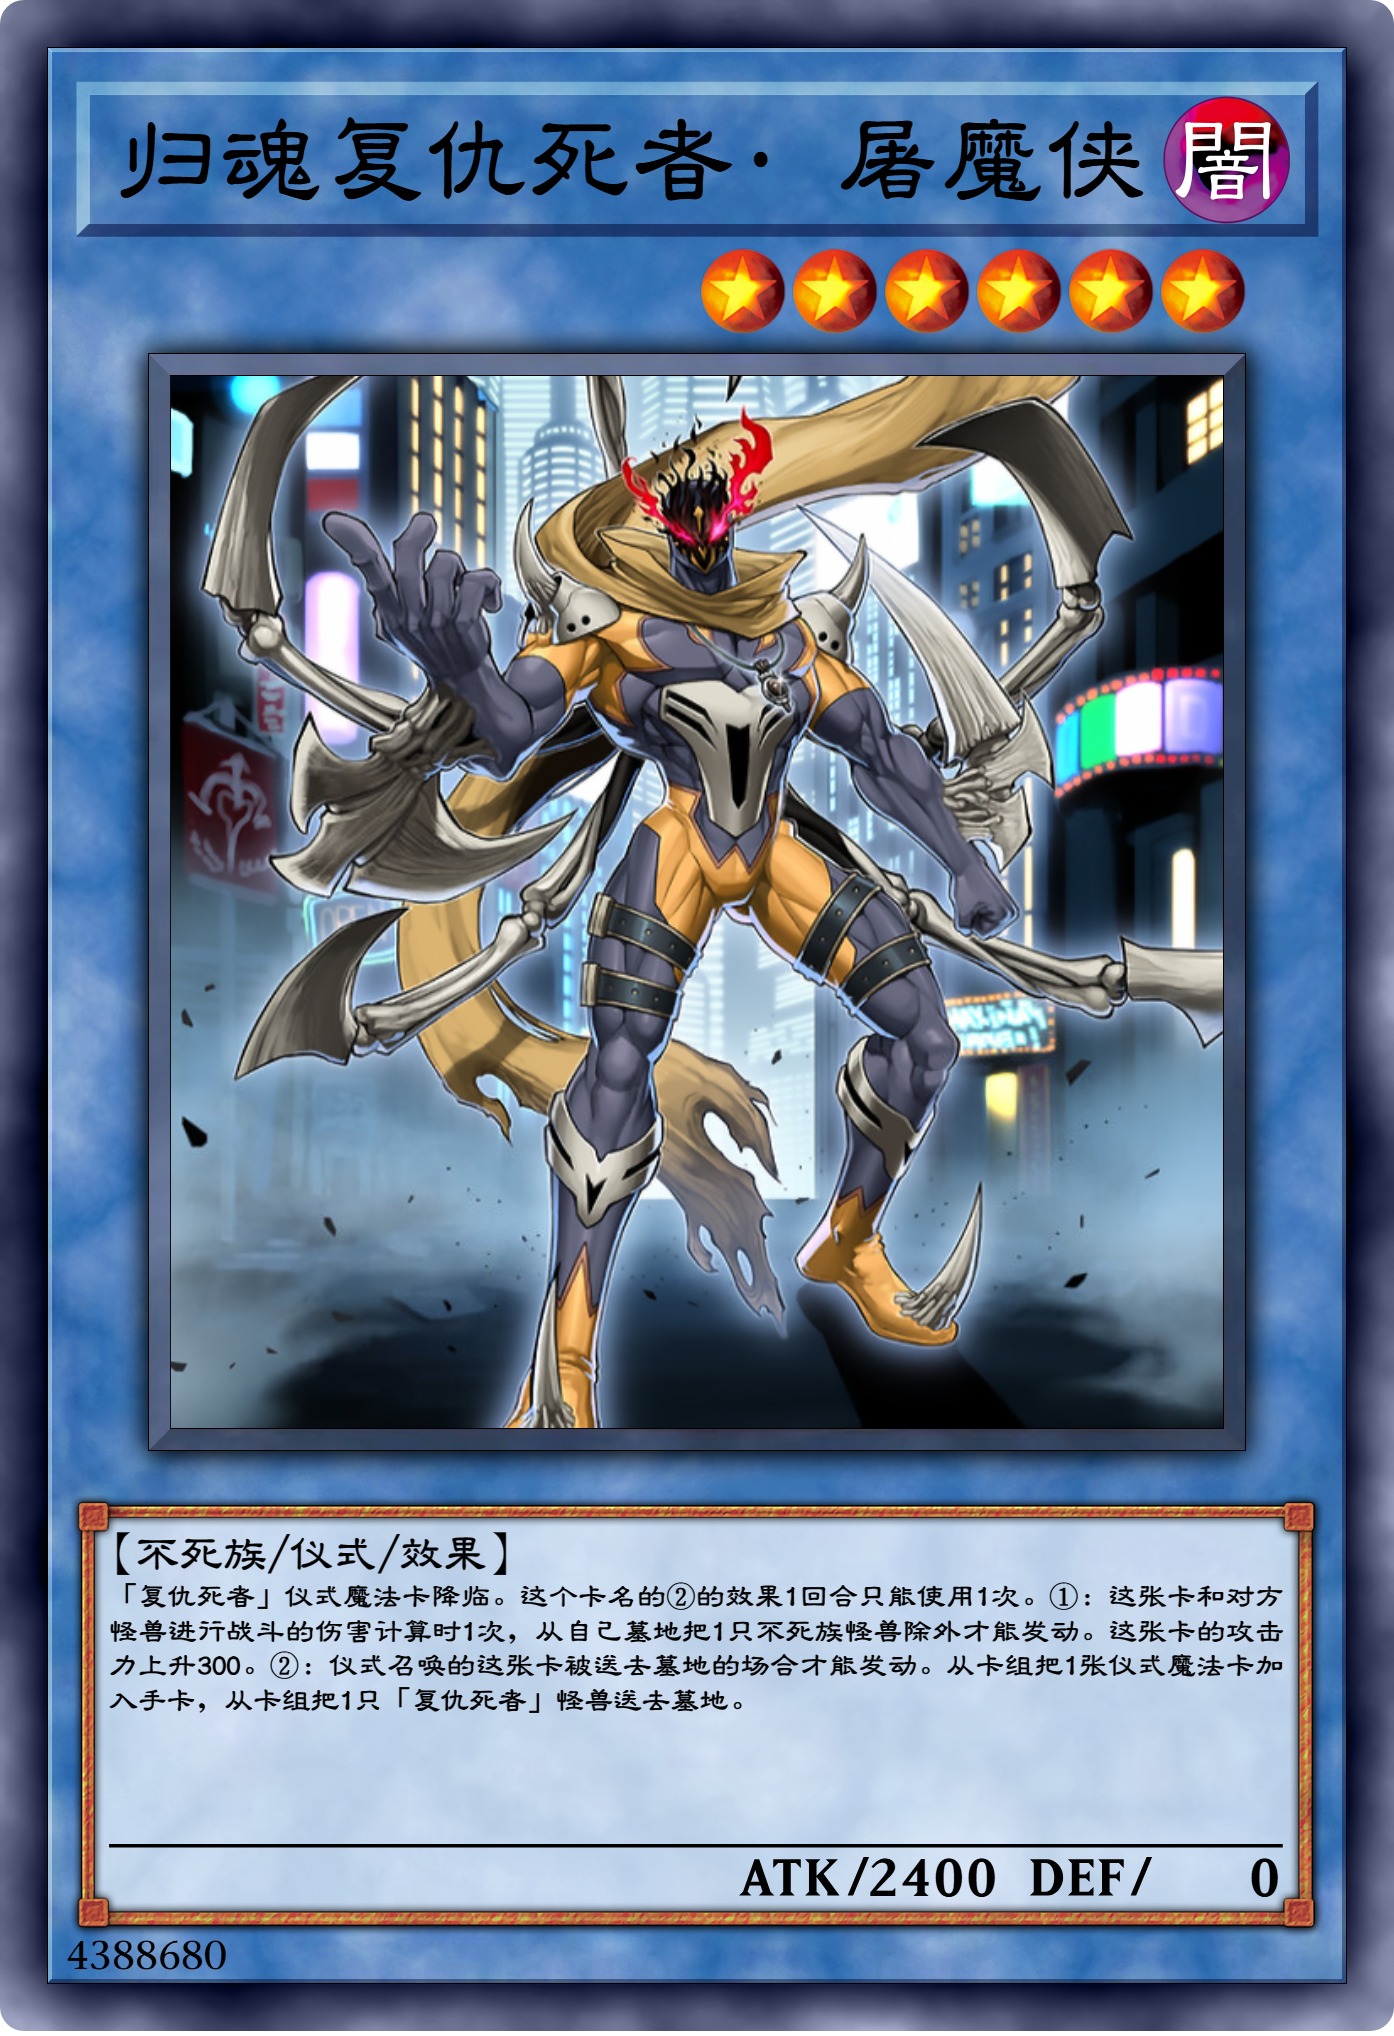 归魂复仇死者·屠魔侠 闇
【不死族/仪式/效果】
「复仇死者」仪式魔法卡降临。这个卡名的②的效果1回合只能使用1次。①：这张卡和对方
怪兽进行战斗的伤害计算时1次，从自己墓地把1只不死族怪兽除外才能发动。这张卡的攻击
力上升300。②：仪式召唤的这张卡被送去墓地的场合才能发动。从卡组把1张仪式魔法卡加
入手卡，从卡组把1只「复仇死者」怪兽送去墓地。
ATK/2400 DEF/ 0
4388680